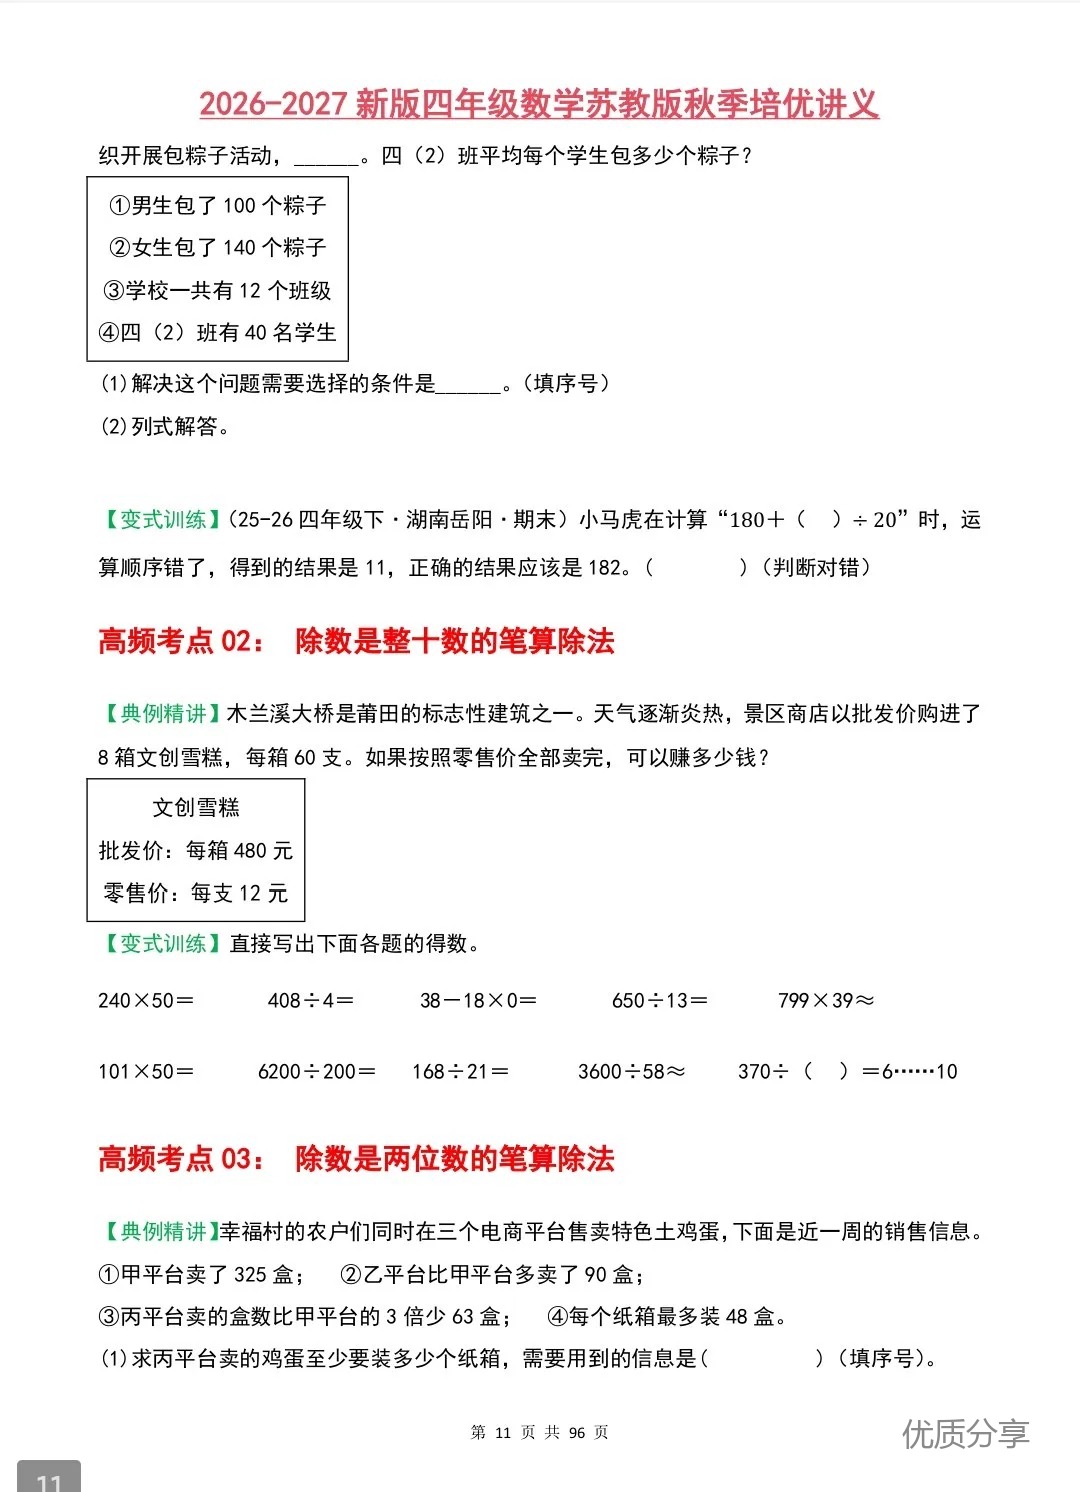 2026-2027新版四年级数学苏教版秋季培优讲义
织开展包粽子活动，______。四（2）班平均每个学生包多少个粽子？
①男生包了 100 个粽子
②女生包了 140 个粽子
③学校一共有 12 个班级
④四（2）班有 40 名学生
(1)解决这个问题需要选择的条件是______。（填序号）
(2)列式解答。
【变式训练】（25-26 四年级下·湖南岳阳·期末）小马虎在计算“180＋（ ）÷20”时，运
算顺序错了，得到的结果是 11，正确的结果应该是 182。（ ）（判断对错）
高频考点 02： 除数是整十数的笔算除法
【典例精讲】木兰溪大桥是莆田的标志性建筑之一。天气逐渐炎热，景区商店以批发价购进了
8 箱文创雪糕，每箱 60 支。如果按照零售价全部卖完，可以赚多少钱？
文创雪糕
批发价：每箱 480 元
零售价：每支 12 元
【变式训练】直接写出下面各题的得数。
240×50＝ 408÷4＝ 38－18×0＝ 650÷13＝ 799×39≈
101×50＝ 6200÷200＝ 168÷21＝ 3600÷58≈ 370÷（ ）＝6……10
高频考点 03： 除数是两位数的笔算除法
【典例精讲】幸福村的农户们同时在三个电商平台售卖特色土鸡蛋，下面是近一周的销售信息。
①甲平台卖了 325 盒； ②乙平台比甲平台多卖了 90 盒；
③丙平台卖的盒数比甲平台的 3 倍少 63 盒； ④每个纸箱最多装 48 盒。
(1)求丙平台卖的鸡蛋至少要装多少个纸箱，需要用到的信息是（ ）（填序号）。
第 11 页 共 96 页
优质分享
11